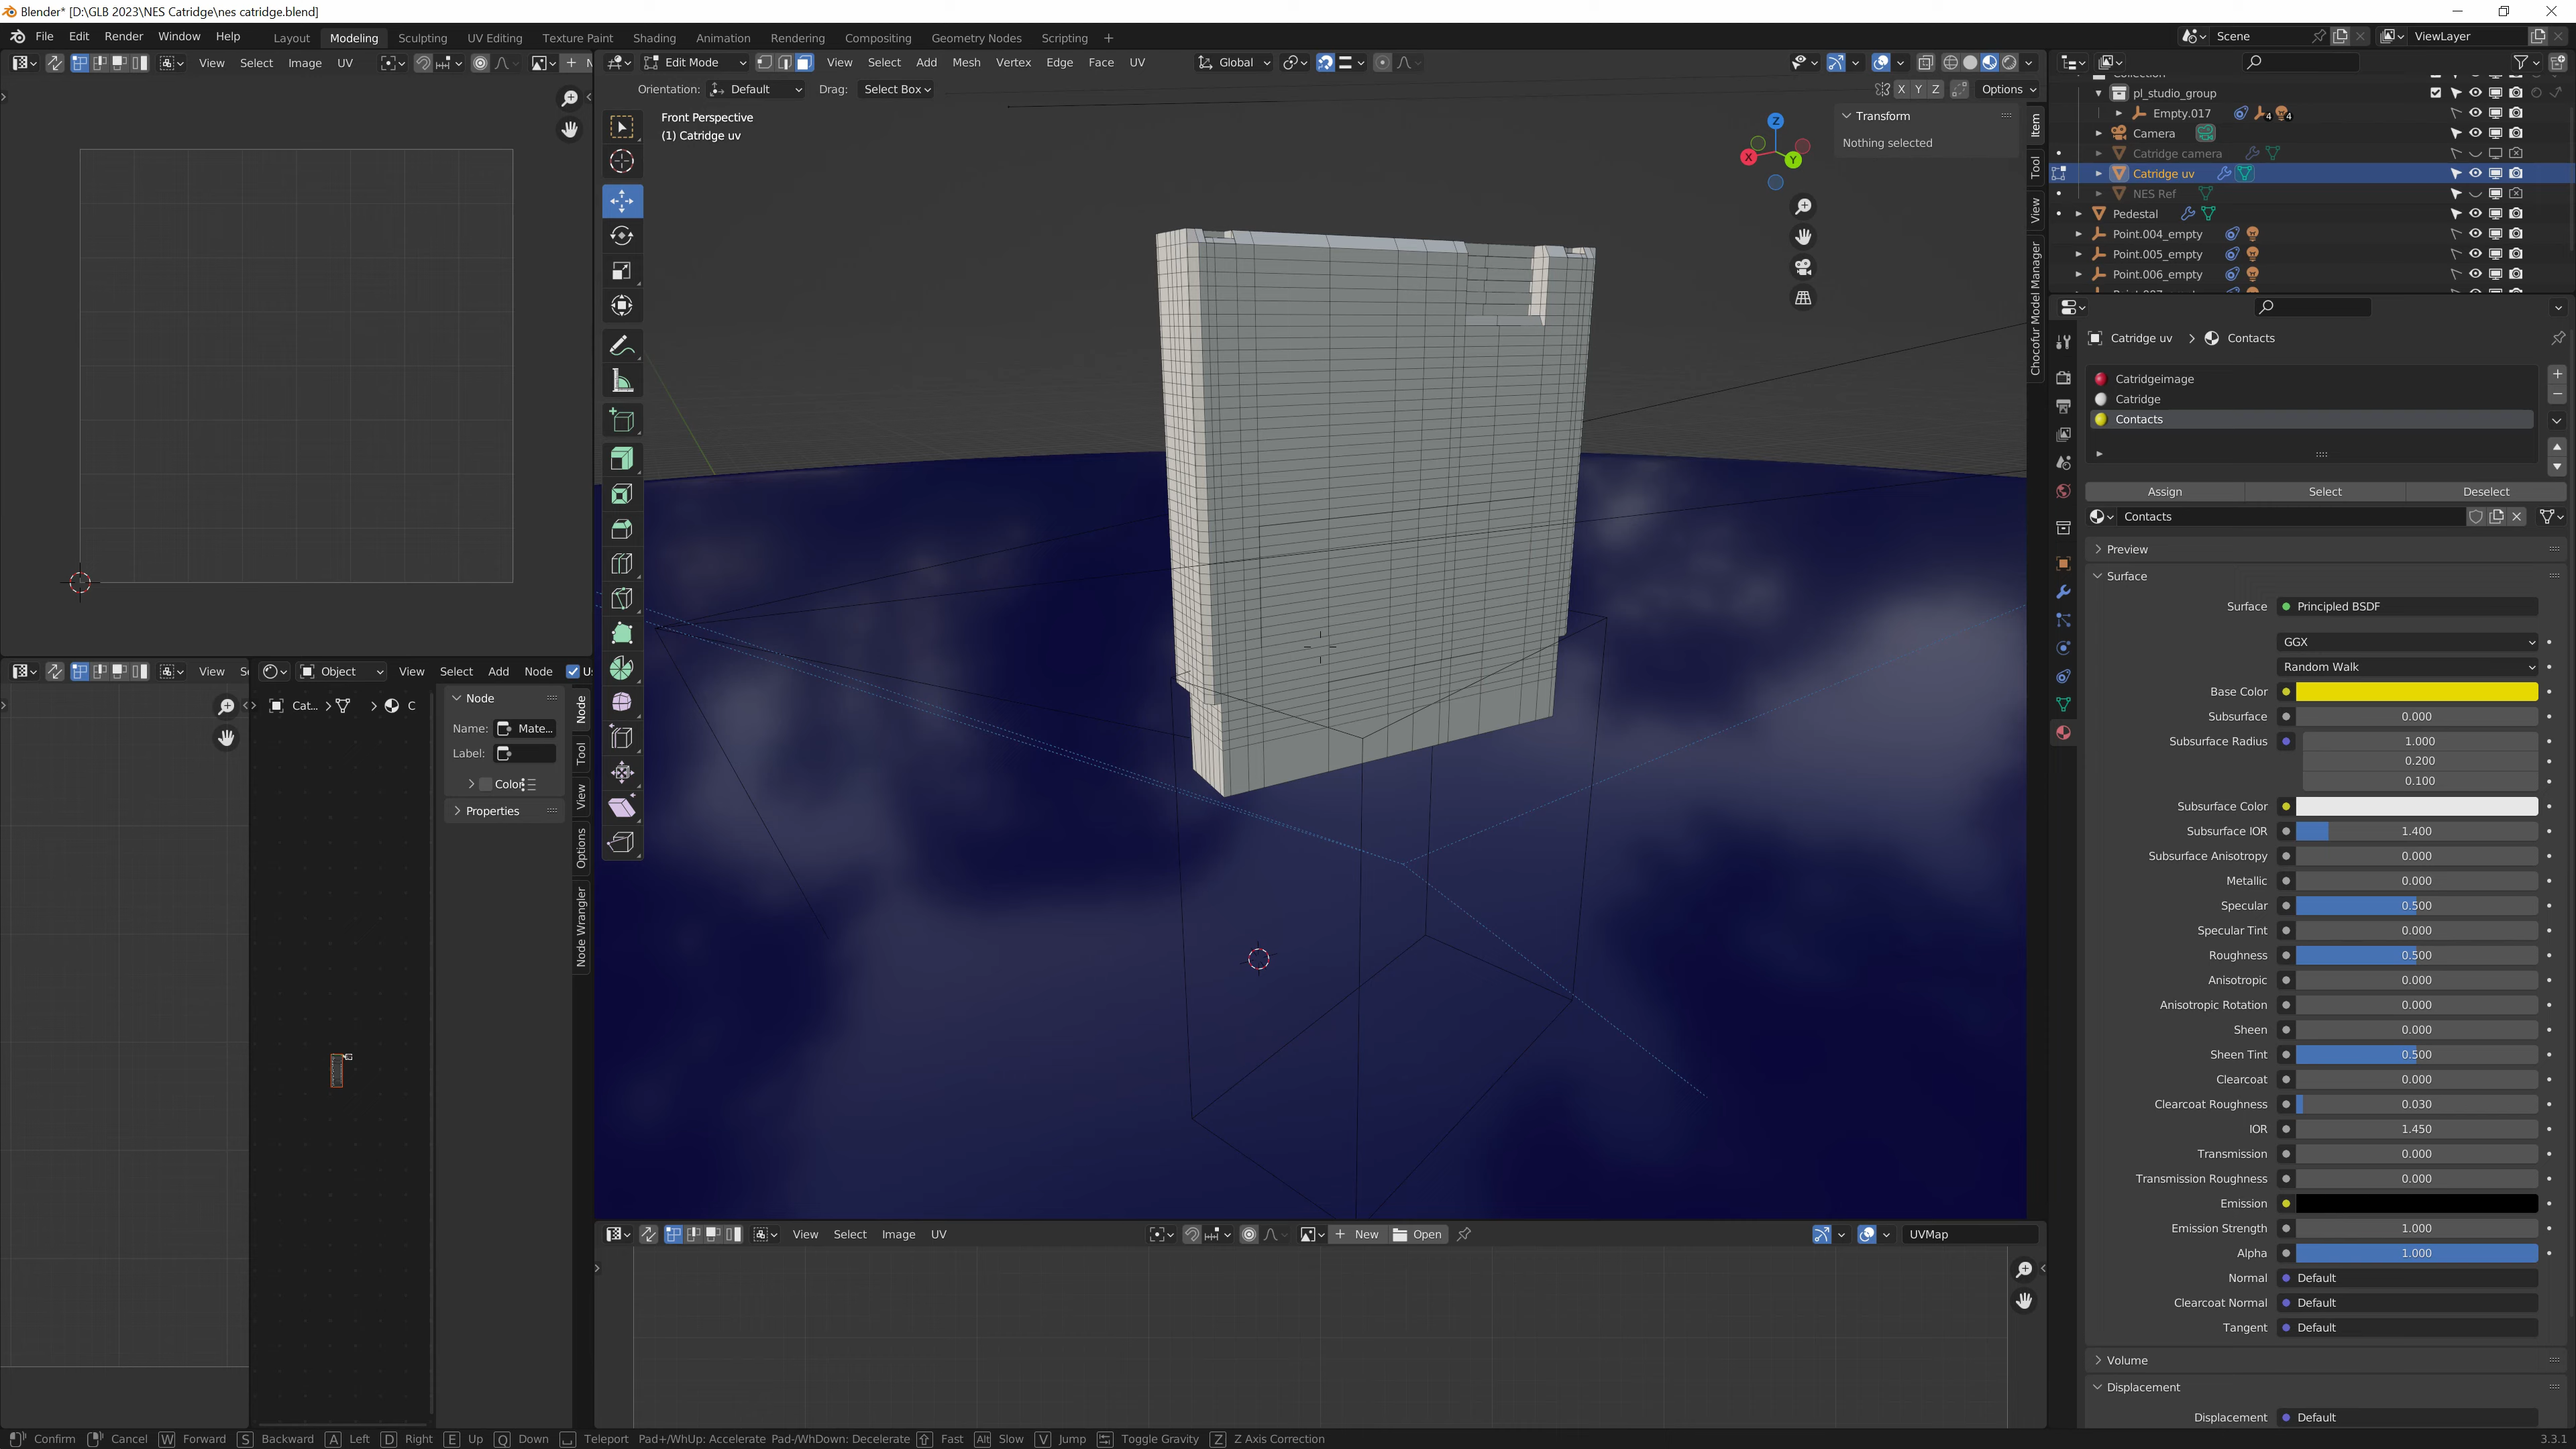 Blender* [D:\GLB 2023\NES Catridge\nes catridge.blend]
File Edit Render Window Help Layout Modeling Sculpting UV Editing Texture Paint Shading Animation Rendering Compositing Geometry Nodes Scripting + Scene ViewLayer
View Select Image UV
Edit Mode View Select Add Mesh Vertex Edge Face UV Global
Orientation: Default Drag: Select Box X Y Z Options
Front Perspective
(1) Catridge uv
Z
X
Y
Transform
Nothing selected
Item
Tool
View
Chocofur Model Manager
Collection
pl_studio_group
Empty.017 4 4
Camera
Catridge camera
Catridge uv
NES Ref
Pedestal
Point.004_empty
Point.005_empty
Point.006_empty
Catridge uv > Contacts
Catridgeimage
Catridge
Contacts
Assign Select Deselect
Contacts
Preview
Surface
Surface Principled BSDF
GGX
Random Walk
Base Color
Subsurface 0.000
Subsurface Radius 1.000
0.200
0.100
Subsurface Color
Subsurface IOR 1.400
Subsurface Anisotropy 0.000
Metallic 0.000
Specular 0.500
Specular Tint 0.000
Roughness 0.500
Anisotropic 0.000
Anisotropic Rotation 0.000
Sheen 0.000
Sheen Tint 0.500
Clearcoat 0.000
Clearcoat Roughness 0.030
IOR 1.450
Transmission 0.000
Transmission Roughness 0.000
Emission
Emission Strength 1.000
Alpha 1.000
Normal Default
Clearcoat Normal Default
Tangent Default
Volume
Displacement
Displacement Default
View Object View Select Add Node
Cat... > > C
Node
Name: Mate...
Label:
Color
Properties
Node
Tool
View
Options
Node Wrangler
View Select Image UV + New Open UVMap
Confirm Cancel W Forward S Backward A Left D Right E Up Q Down Teleport Pad+/WhUp: Accelerate Pad-/WhDown: Decelerate Fast Alt Slow V Jump Toggle Gravity Z Z Axis Correction 3.3.1